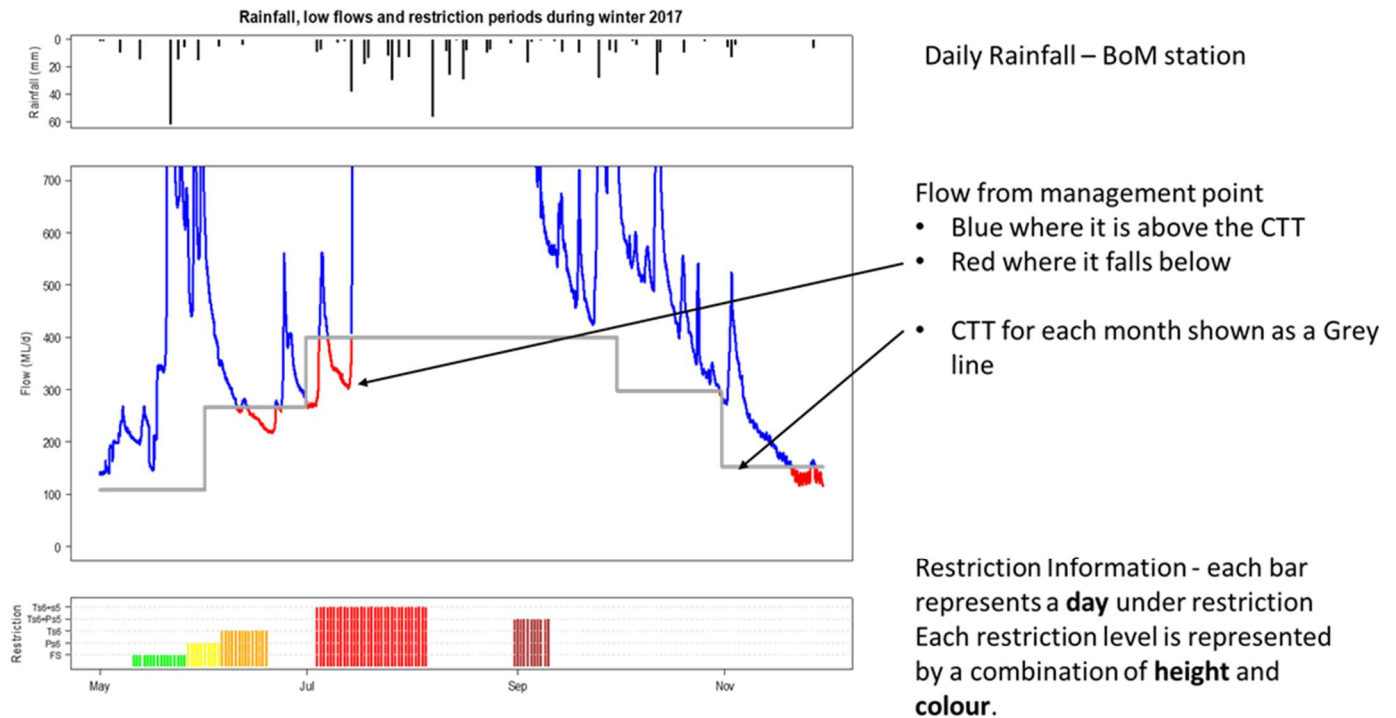 Rainfall, low flows and restriction periods during winter 2017
Rainfall (mm)
0
20
40
60
Daily Rainfall – BoM station
Flow (ML/d)
700
600
500
400
300
200
100
0
Flow from management point
• Blue where it is above the CTT
• Red where it falls below
• CTT for each month shown as a Grey
line
Restriction
Ts6+s5
Ts6+Ps5
Ts6
Ps6
FS
May
Jul
Sep
Nov
Restriction Information - each bar
represents a day under restriction
Each restriction level is represented
by a combination of height and
colour.